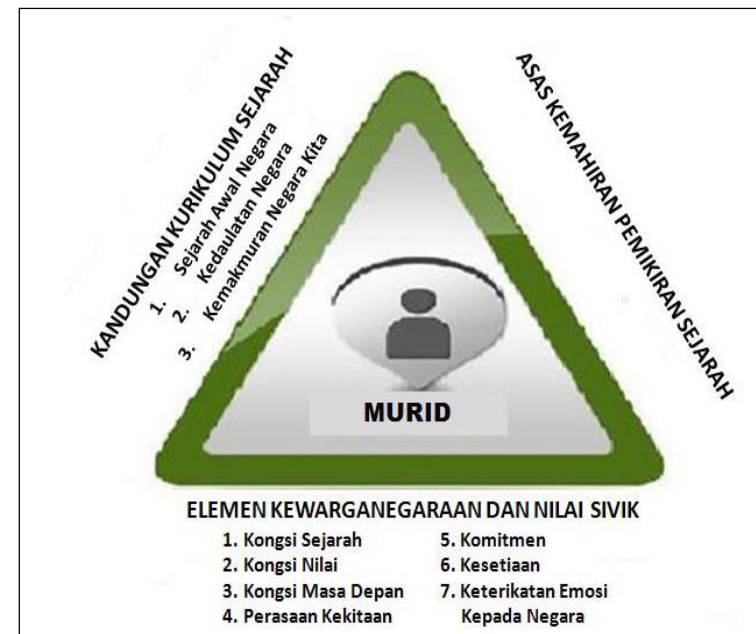 KANDUNGAN KURIKULUM SEJARAH
1. Sejarah Awal Negara
2. Kedaulatan Negara
3. Kemakmuran Negara Kita
ASAS KEMAHIRAN PEMIKIRAN SEJARAH
MURID
ELEMEN KEWARGANEGARAAN DAN NILAI SIVIK
1. Kongsi Sejarah
2. Kongsi Nilai
3. Kongsi Masa Depan
4. Perasaan Kekitaan
5. Komitmen
6. Kesetiaan
7. Keterikatan Emosi
Kepada Negara